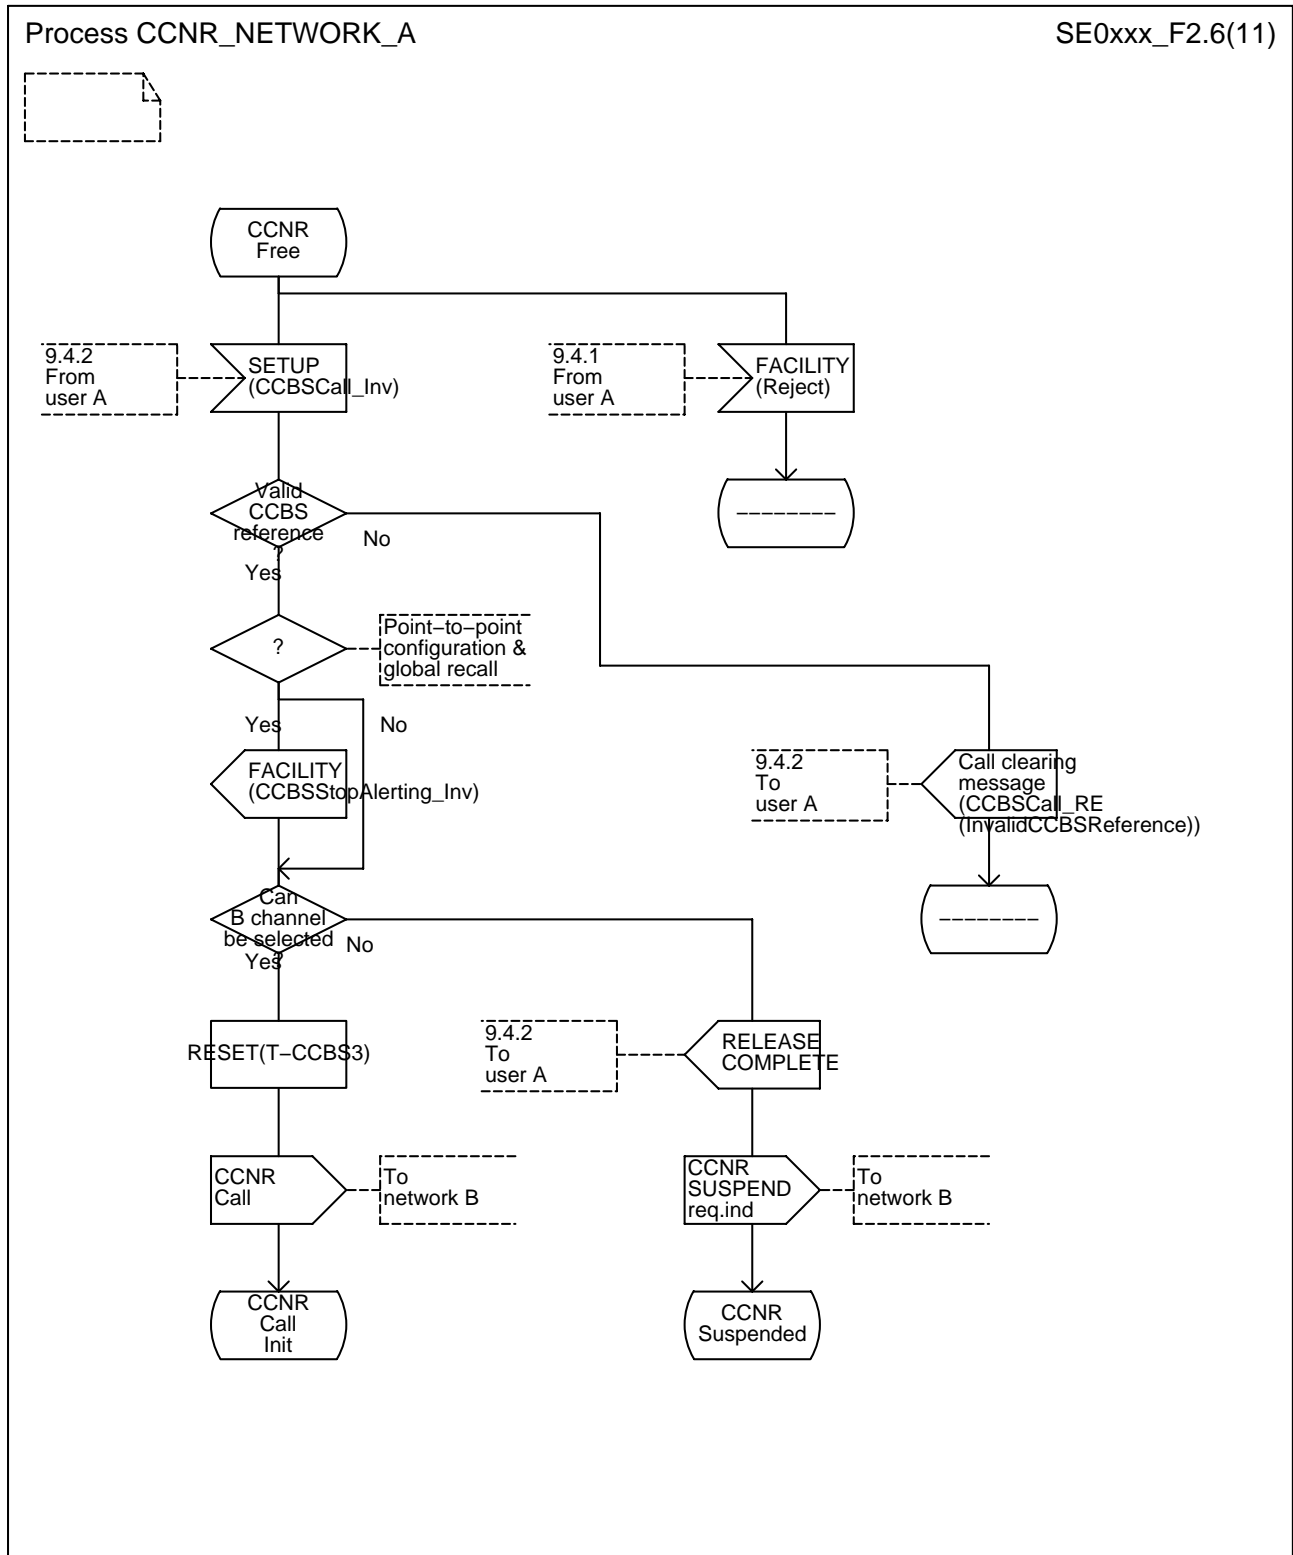 Process CCNR_NETWORK_A
SE0xxx_F2.6(11)
CCNR
Free
9.4.2
From
user A
SETUP
(CCBSCall_Inv)
9.4.1
From
user A
FACILITY
(Reject)
Valid
CCBS
reference
?
No
Yes
--------
?
Point-to-point
configuration &
global recall
Yes
No
FACILITY
(CCBSStopAlerting_Inv)
9.4.2
To
user A
Call clearing
message
(CCBSCall_RE
(InvalidCCBSReference))
--------
Can
B channel
be selected
?
No
Yes
RESET(T-CCBS3)
9.4.2
To
user A
RELEASE
COMPLETE
CCNR
Call
To
network B
CCNR
SUSPEND
req.ind
To
network B
CCNR
Call
Init
CCNR
Suspended